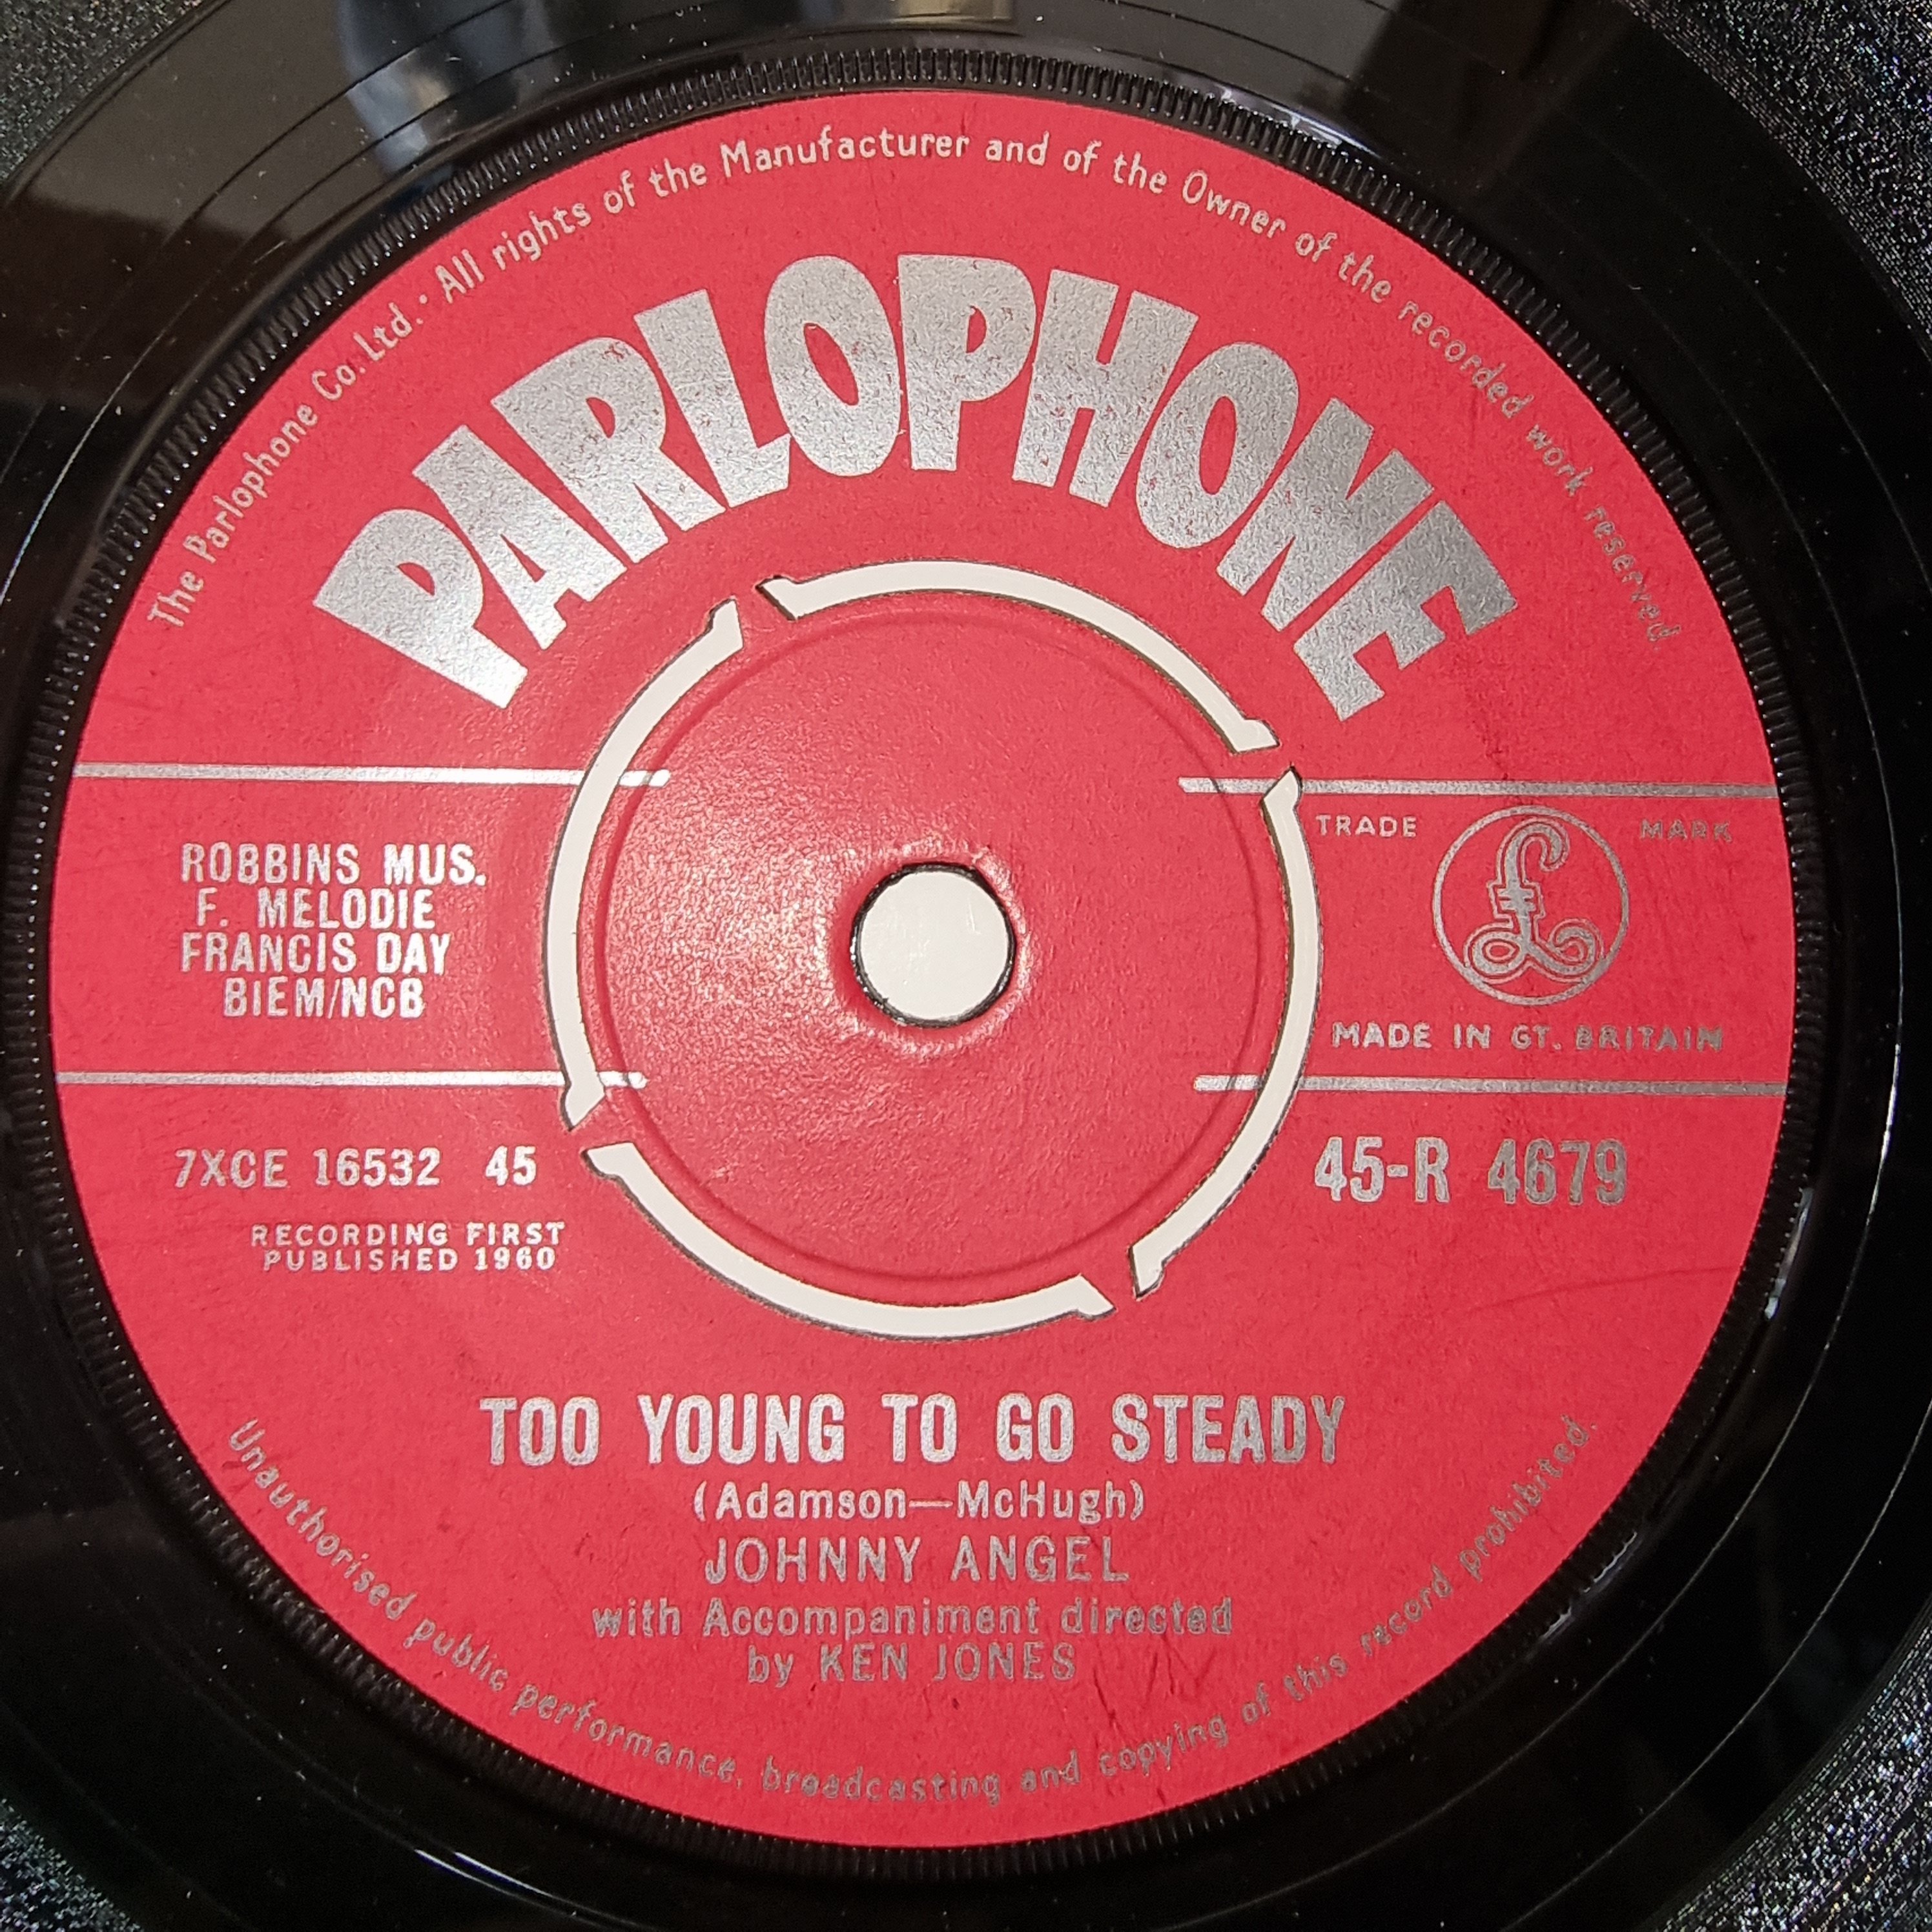 The Parlophone Co. Ltd. · All rights of the Manufacturer and of the Owner of the recorded work reserved
PARLOPHONE
ROBBINS MUS.
F. MELODIE
FRANCIS DAY
BIEM/NCB
TRADE MARK
£
MADE IN GT. BRITAIN
7XCE 16532 45
45-R 4679
RECORDING FIRST
PUBLISHED 1960
TOO YOUNG TO GO STEADY
(Adamson—McHugh)
JOHNNY ANGEL
with Accompaniment directed
by KEN JONES
Unauthorised public performance, broadcasting and copying of this record prohibited.